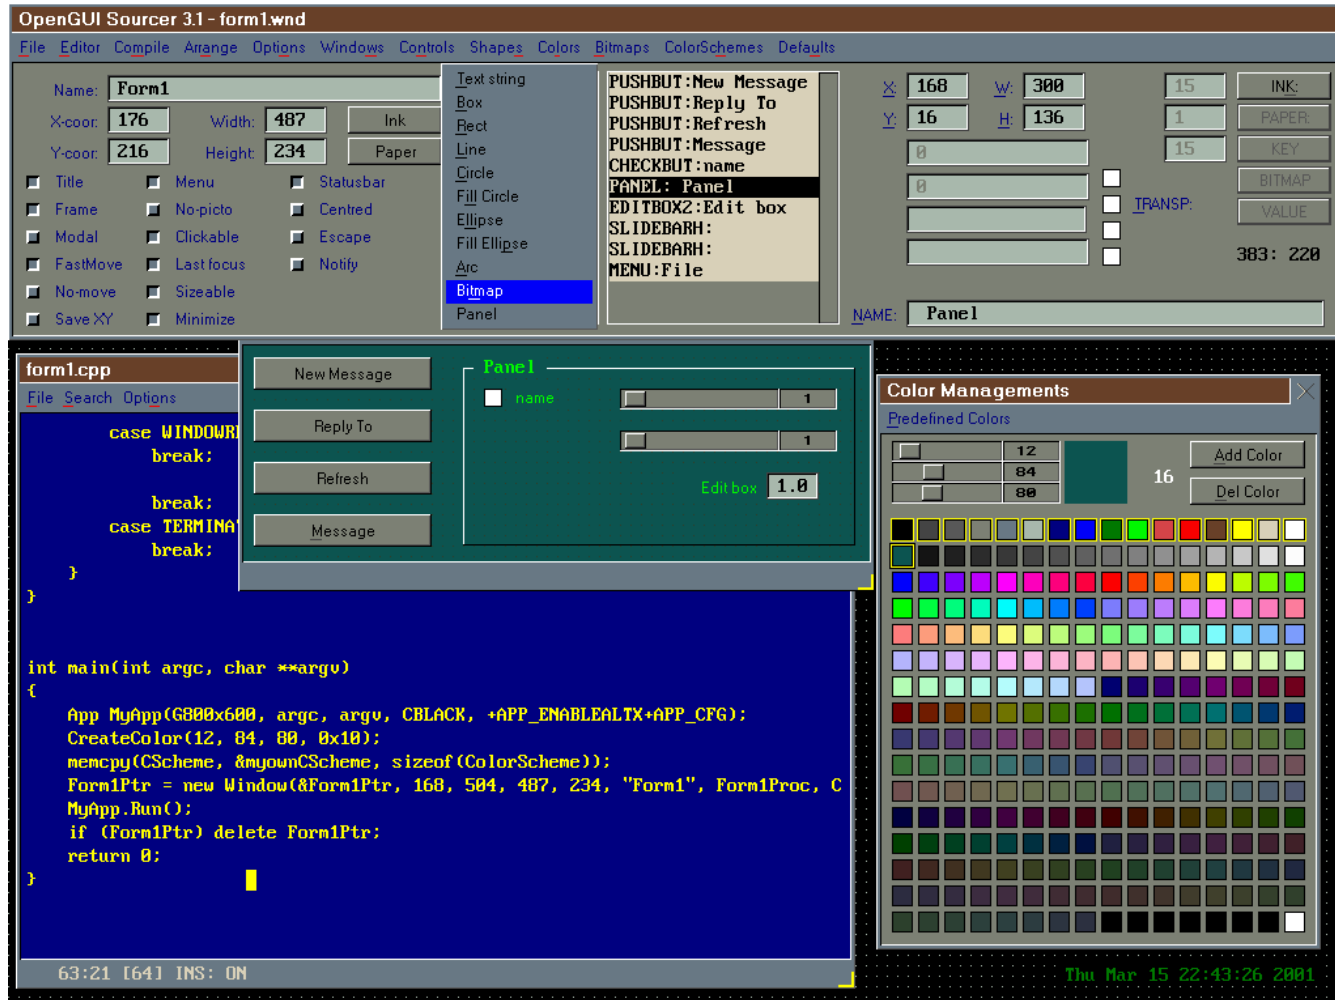 OpenGUI Sourcer 3.1 - form1.wnd
File Editor Compile Arrange Options Windows Controls Shapes Colors Bitmaps ColorSchemes Defaults
Name: Form1
X-coor: 176 Width: 487 Ink
Y-coor: 216 Height: 234 Paper
Title Menu Statusbar
Frame No-picto Centred
Modal Clickable Escape
FastMove Last focus Notify
No-move Sizeable
Save XY Minimize
Text string
Box
Rect
Line
Circle
Fill Circle
Ellipse
Fill Ellipse
Arc
Bitmap
Panel
PUSHBUT:New Message
PUSHBUT:Reply To
PUSHBUT:Refresh
PUSHBUT:Message
CHECKBUT:name
PANEL: Panel
EDITBOX2:Edit box
SLIDEBARH:
SLIDEBARH:
MENU:File
X: 168 W: 300 15 INK:
Y: 16 H: 136 1 PAPER:
0 15 KEY
0 BITMAP
TRANSP: VALUE
383: 220
NAME: Panel
form1.cpp
File Search Options
case WINDOWR
break;
break;
case TERMINA
break;
}
}
int main(int argc, char **argv)
{
App MyApp(G800x600, argc, argv, CBLACK, +APP_ENABLEALTX+APP_CFG);
CreateColor(12, 84, 80, 0x10);
memcpy(CScheme, &myownCScheme, sizeof(ColorScheme));
Form1Ptr = new Window(&Form1Ptr, 168, 504, 487, 234, "Form1", Form1Proc, C
MyApp.Run();
if (Form1Ptr) delete Form1Ptr;
return 0;
}
63:21 [64] INS: ON
New Message
Reply To
Refresh
Message
Panel
name 1
1
Edit box 1.0
Color Managements
Predefined Colors
12
84
80
16
Add Color
Del Color
Thu Mar 15 22:43:26 2001